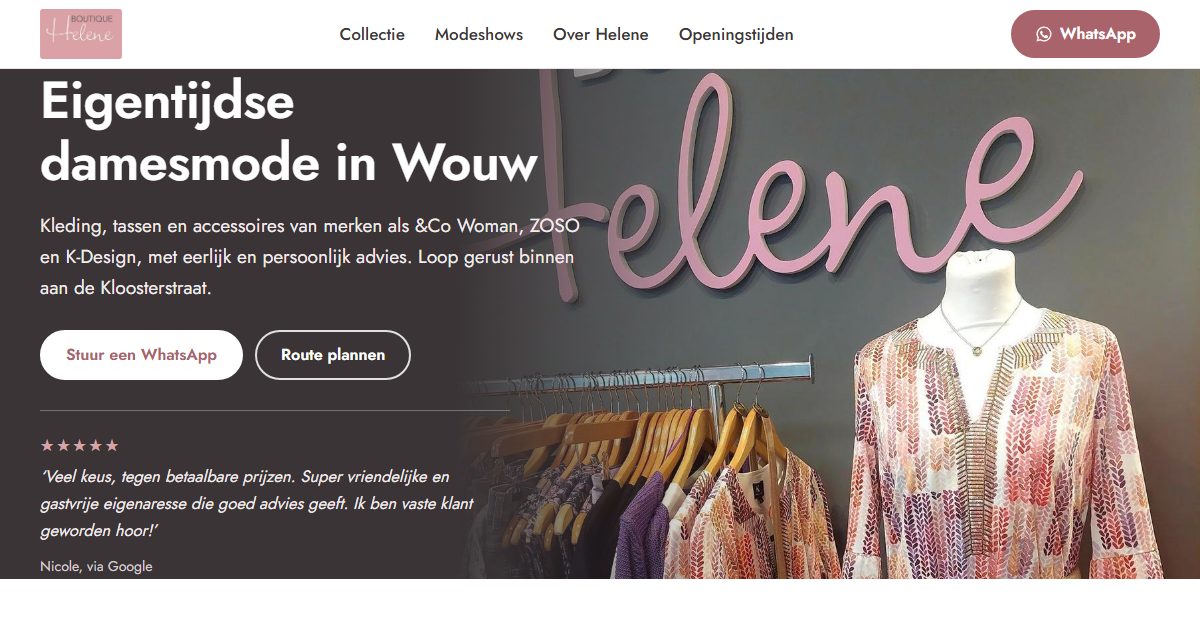 BOUTIQUE
Helene
Collectie
Modeshows
Over Helene
Openingstijden
WhatsApp
Eigentijdse
damesmode in Wouw
Kleding, tassen en accessoires van merken als &Co Woman, ZOSO
en K-Design, met eerlijk en persoonlijk advies. Loop gerust binnen
aan de Kloosterstraat.
Stuur een WhatsApp
Route plannen
‘Veel keus, tegen betaalbare prijzen. Super vriendelijke en
gastvrije eigenaresse die goed advies geeft. Ik ben vaste klant
geworden hoor!’
Nicole, via Google
Helene